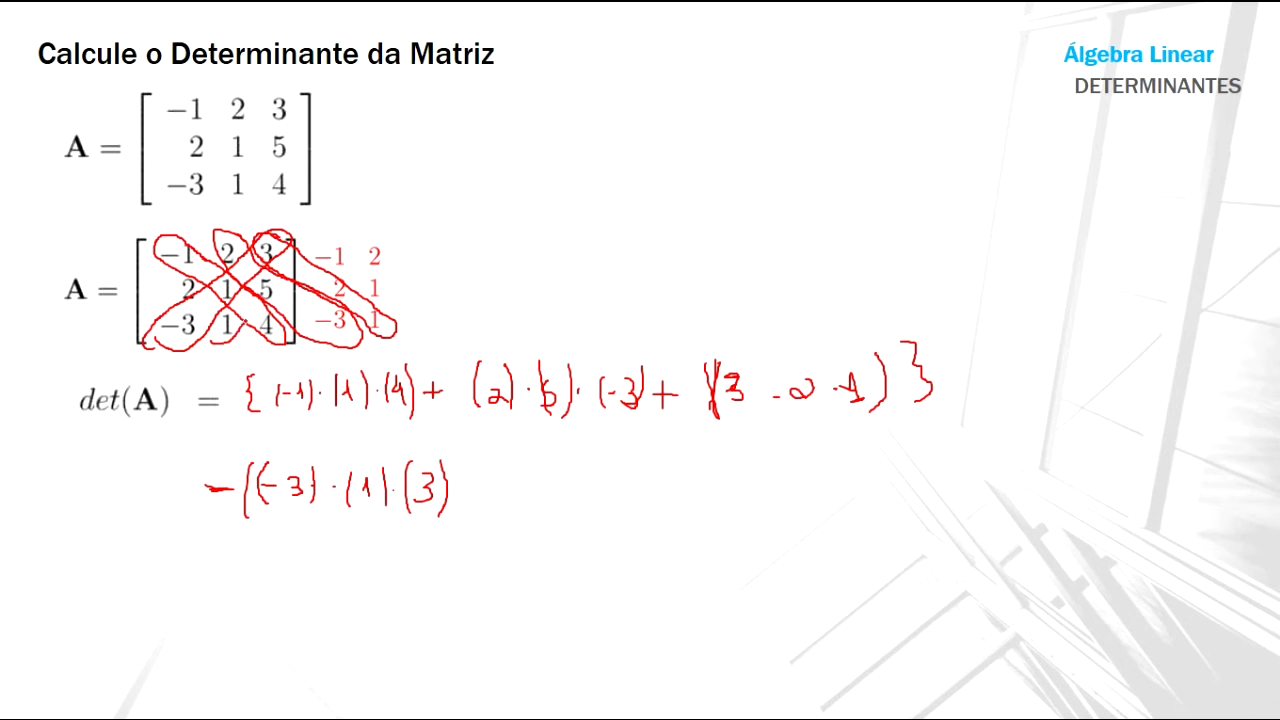 Calcule o Determinante da Matriz
Álgebra Linear
DETERMINANTES
A = [ −1 2 3
2 1 5
−3 1 4 ]
A = [ −1 2 3 ] −1 2
2 1 5 2 1
−3 1 4 −3 1
det(A) = {(-1)·(1)·(4)+ (2)·(5)·(-3)+ ((3·2·1)}
-((-3)·(1)·(3)